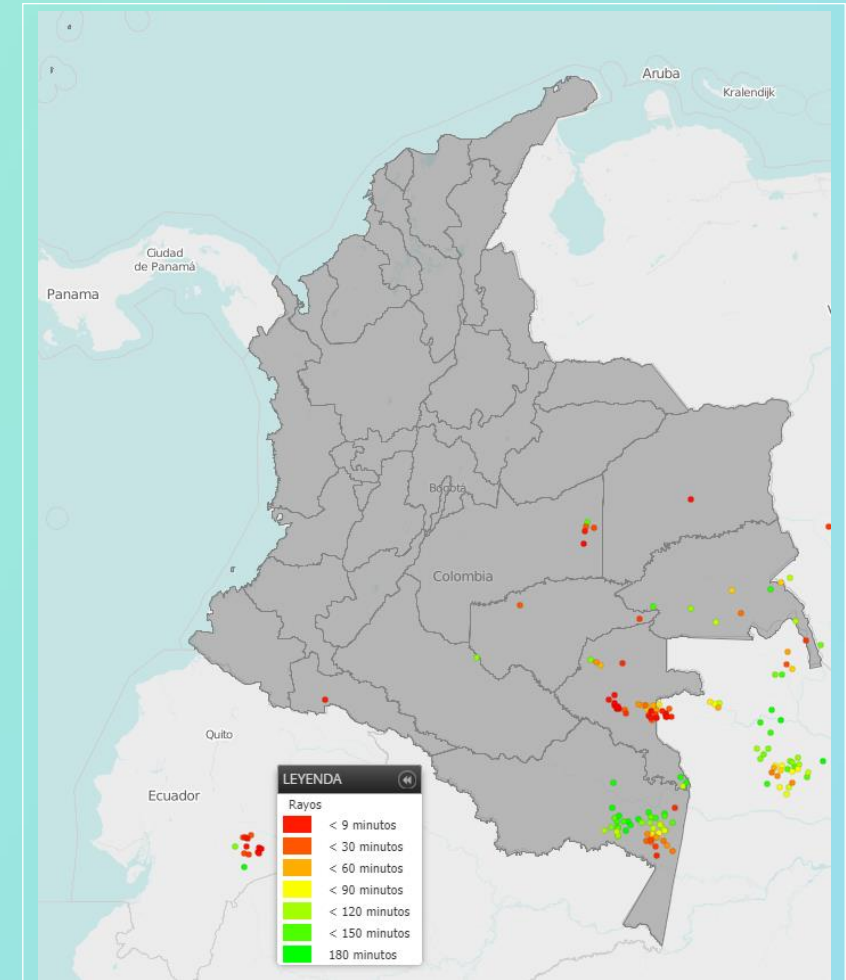 Aruba
Kralendijk
Ciudad
de Panamá
Panama
Bogotá
Colombia
Quito
Ecuador
LEYENDA
Rayos
< 9 minutos
< 30 minutos
< 60 minutos
< 90 minutos
< 120 minutos
< 150 minutos
180 minutos